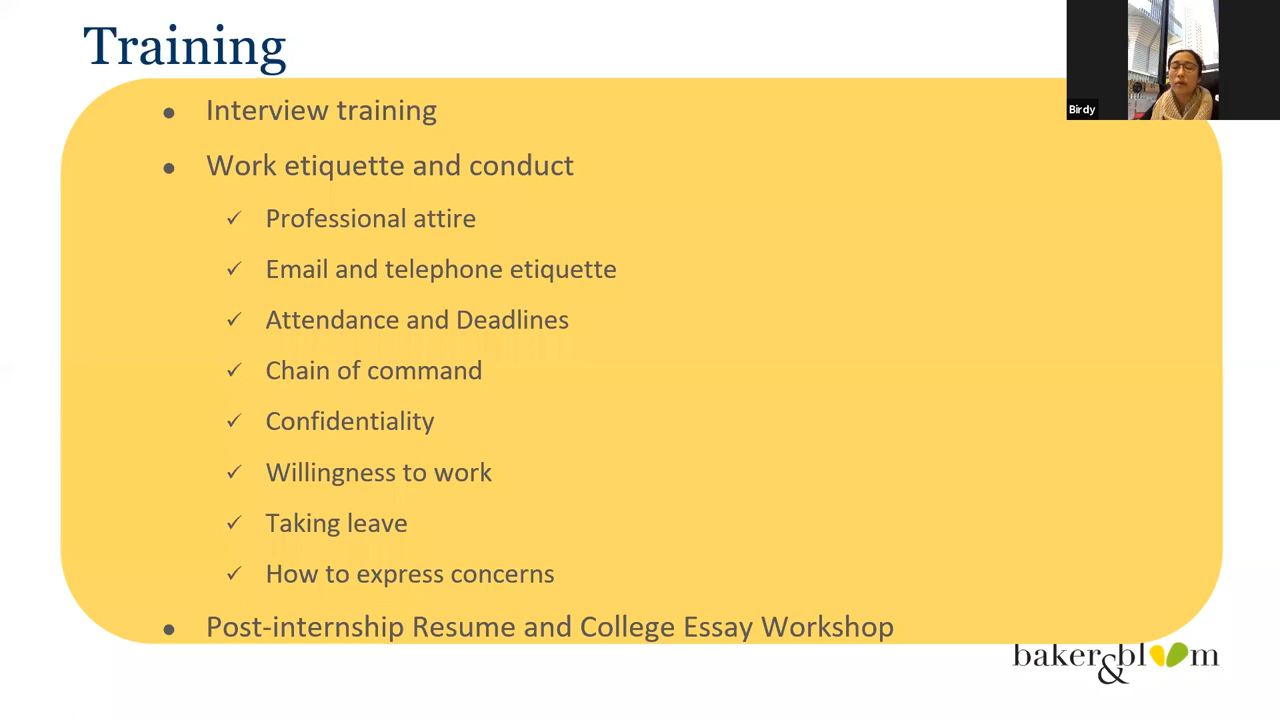 Training
Birdy
● Interview training
● Work etiquette and conduct
✓ Professional attire
✓ Email and telephone etiquette
✓ Attendance and Deadlines
✓ Chain of command
✓ Confidentiality
✓ Willingness to work
✓ Taking leave
✓ How to express concerns
● Post-internship Resume and College Essay Workshop
baker&bloom